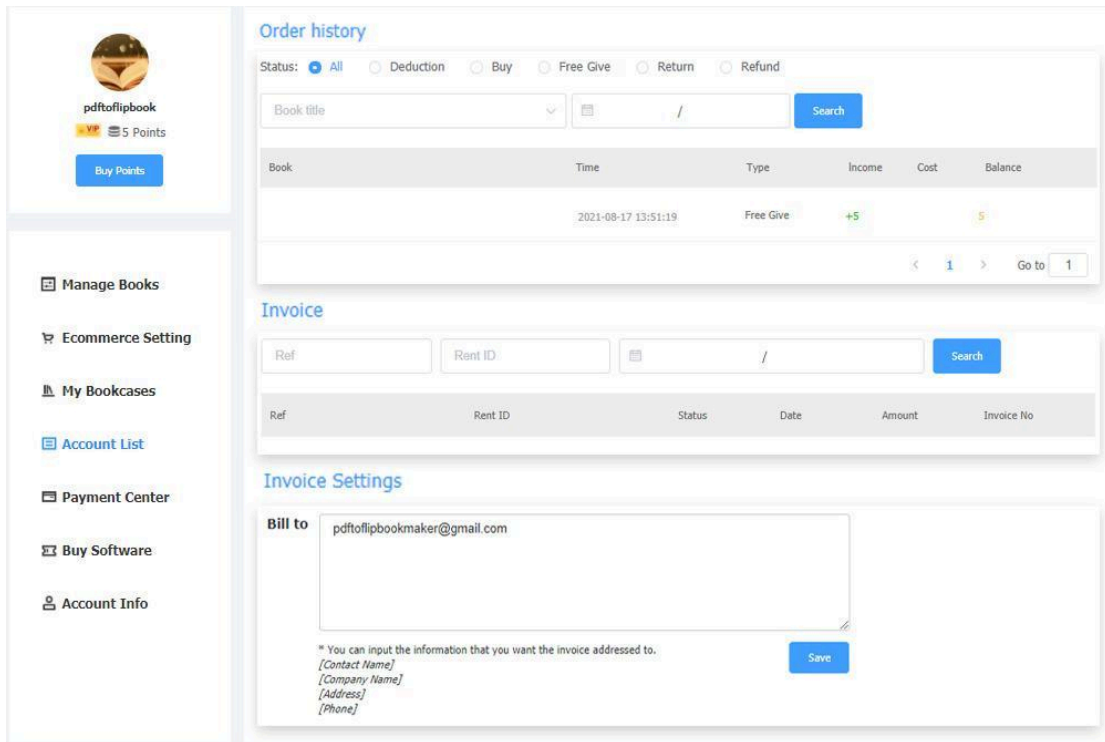 pdftoflipbook
VIP 5 Points
Buy Points
Manage Books
Ecommerce Setting
My Bookcases
Account List
Payment Center
Buy Software
Account Info
Order history
Status: All Deduction Buy Free Give Return Refund
Book title / Search
Book Time Type Income Cost Balance
2021-08-17 13:51:19 Free Give +5 5
< 1 > Go to 1
Invoice
Ref Rent ID / Search
Ref Rent ID Status Date Amount Invoice No
Invoice Settings
Bill to pdftoflipbookmaker@gmail.com
* You can input the information that you want the invoice addressed to.
[Contact Name]
[Company Name]
[Address]
[Phone]
Save